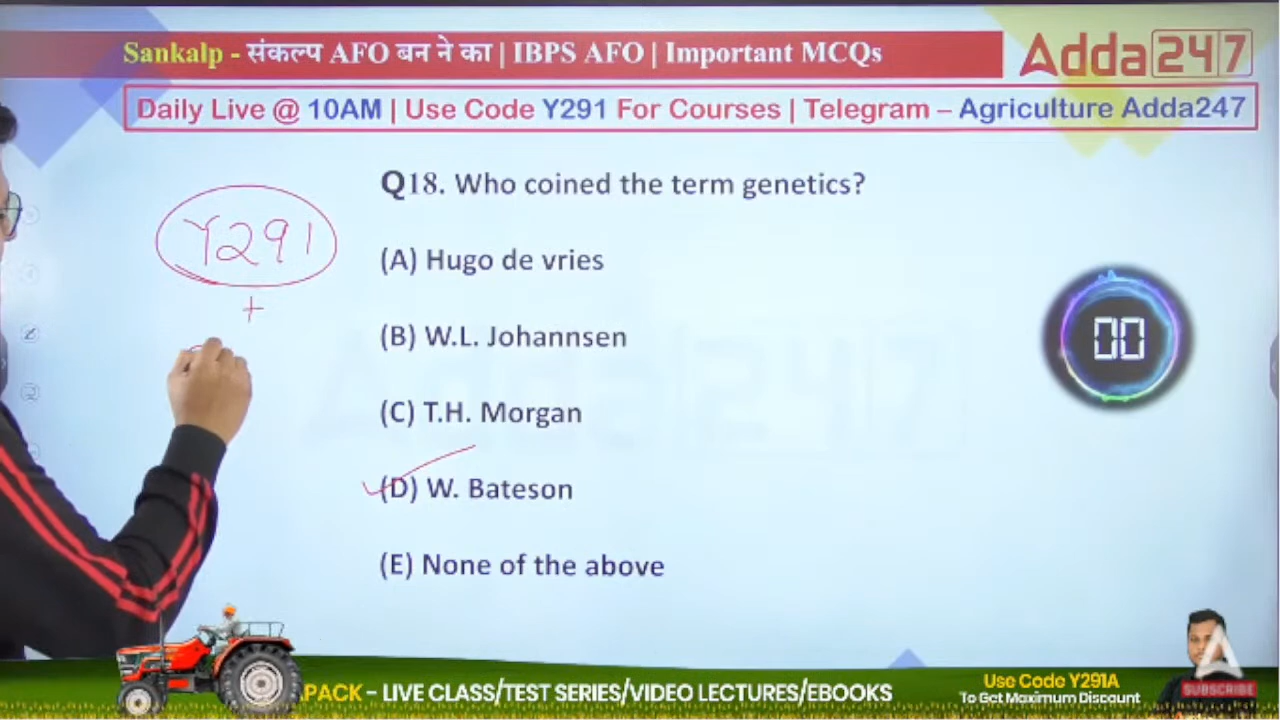 Sankalp - संकल्प AFO बन ने का | IBPS AFO | Important MCQs
Adda247
Daily Live @ 10AM | Use Code Y291 For Courses | Telegram – Agriculture Adda247
Q18. Who coined the term genetics?
Y291
+
(A) Hugo de vries
(B) W.L. Johannsen
00
(C) T.H. Morgan
(D) W. Bateson
(E) None of the above
PACK - LIVE CLASS/TEST SERIES/VIDEO LECTURES/EBOOKS
Use Code Y291A
To Get Maximum Discount
A
SUBSCRIBE